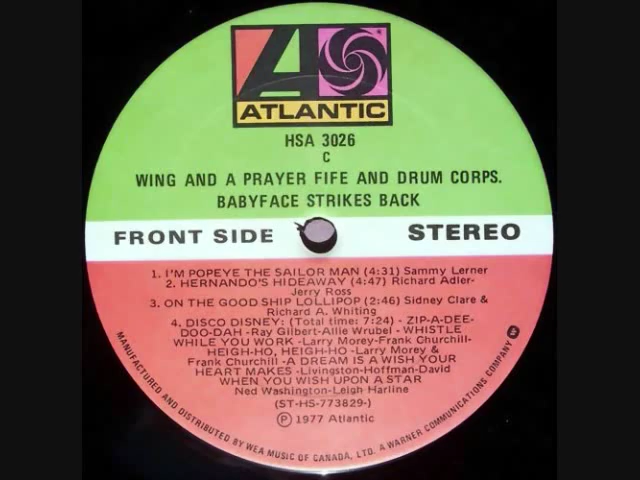 ATLANTIC
HSA 3026
C
WING AND A PRAYER FIFE AND DRUM CORPS.
BABYFACE STRIKES BACK
FRONT SIDE STEREO
1. I'M POPEYE THE SAILOR MAN (4:31) Sammy Lerner
2. HERNANDO'S HIDEAWAY (4:47) Richard Adler-
Jerry Ross
3. ON THE GOOD SHIP LOLLIPOP (2:46) Sidney Clare &
Richard A. Whiting
4. DISCO DISNEY: (Total time: 7:24) - ZIP-A-DEE-
DOO-DAH -Ray Gilbert-Allie Wrubel - WHISTLE
WHILE YOU WORK -Larry Morey-Frank Churchill-
HEIGH-HO, HEIGH-HO -Larry Morey &
Frank Churchill -A DREAM IS A WISH YOUR
HEART MAKES -Livingston-Hoffman-David
WHEN YOU WISH UPON A STAR
Ned Washington-Leigh Harline
(ST-HS-773829-)
Ⓟ 1977 Atlantic
MANUFACTURED AND DISTRIBUTED BY WEA MUSIC OF CANADA, LTD. A WARNER COMMUNICATIONS COMPANY